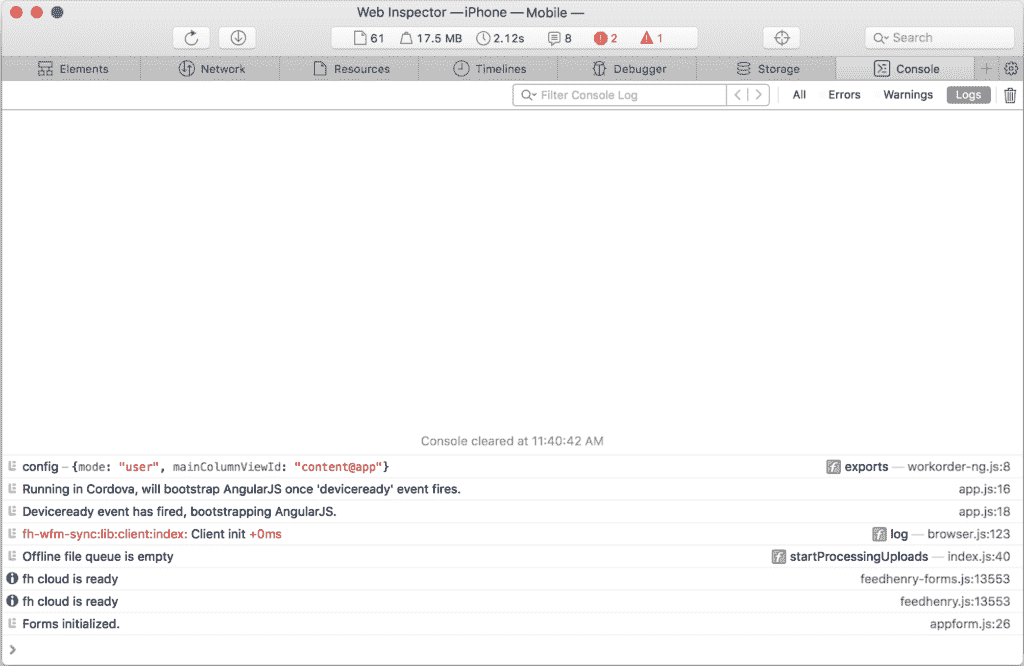 Web Inspector —iPhone —Mobile —
61 17.5 MB 2.12s 8 2 1 Search
Elements Network Resources Timelines Debugger Storage Console
Filter Console Log All Errors Warnings Logs
Console cleared at 11:40:42 AM
config – {mode: "user", mainColumnViewId: "content@app"} f exports — workorder-ng.js:8
Running in Cordova, will bootstrap AngularJS once 'deviceready' event fires. app.js:16
Deviceready event has fired, bootstrapping AngularJS. app.js:18
fh-wfm-sync:lib:client:index: Client init +0ms f log — browser.js:123
Offline file queue is empty f startProcessingUploads — index.js:40
fh cloud is ready feedhenry-forms.js:13553
fh cloud is ready feedhenry.js:13553
Forms initialized. appform.js:26